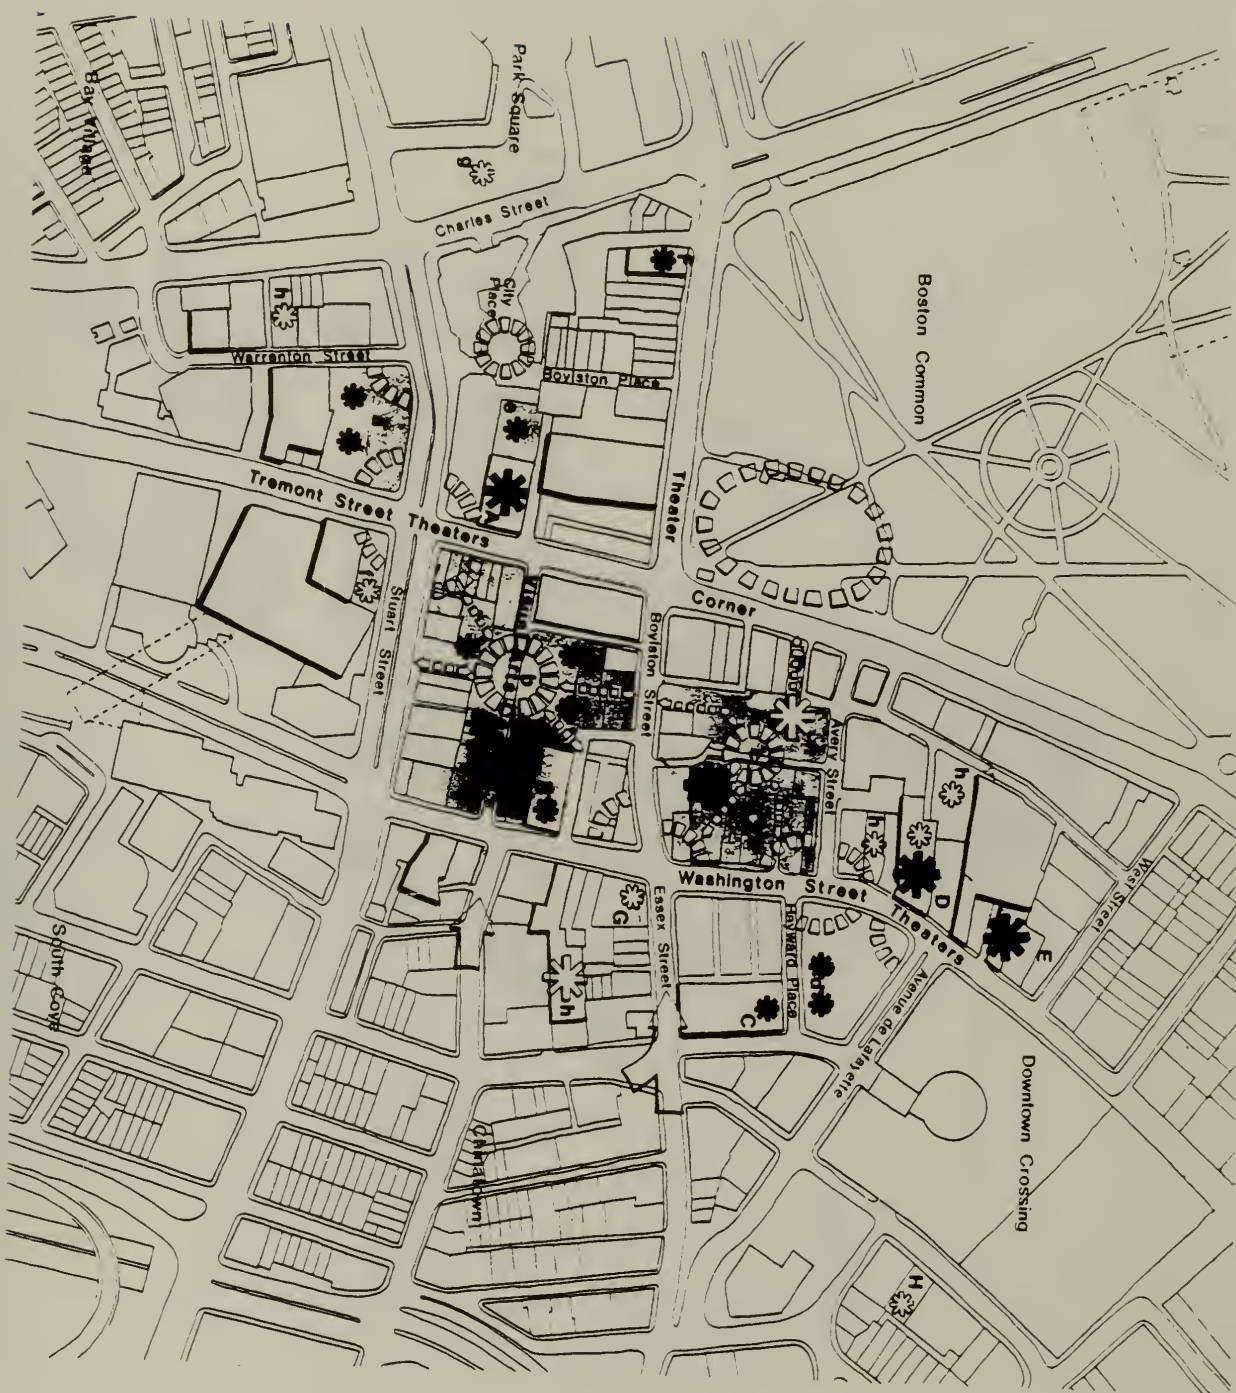 Bay Village
Park Square
g
Charles Street
Boston Common
F
City
Place
h
Warrenton Street
Boylston Place
e
A
Tremont Street Theaters
Theater
Corner
Stuart
Street
Boylston Street
b
Avery Street
h
h
West Street
Washington Street Theaters
D
E
G
Essex Street
Hayward Place
d
C
h
Avenue de Lafayette
South Cove
Chinatown
Downtown Crossing
H